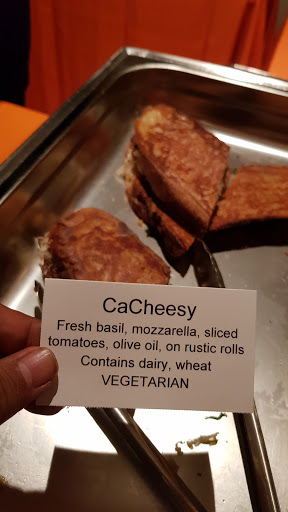 CaCheesy
Fresh basil, mozzarella, sliced
tomatoes, olive oil, on rustic rolls
Contains dairy, wheat
VEGETARIAN